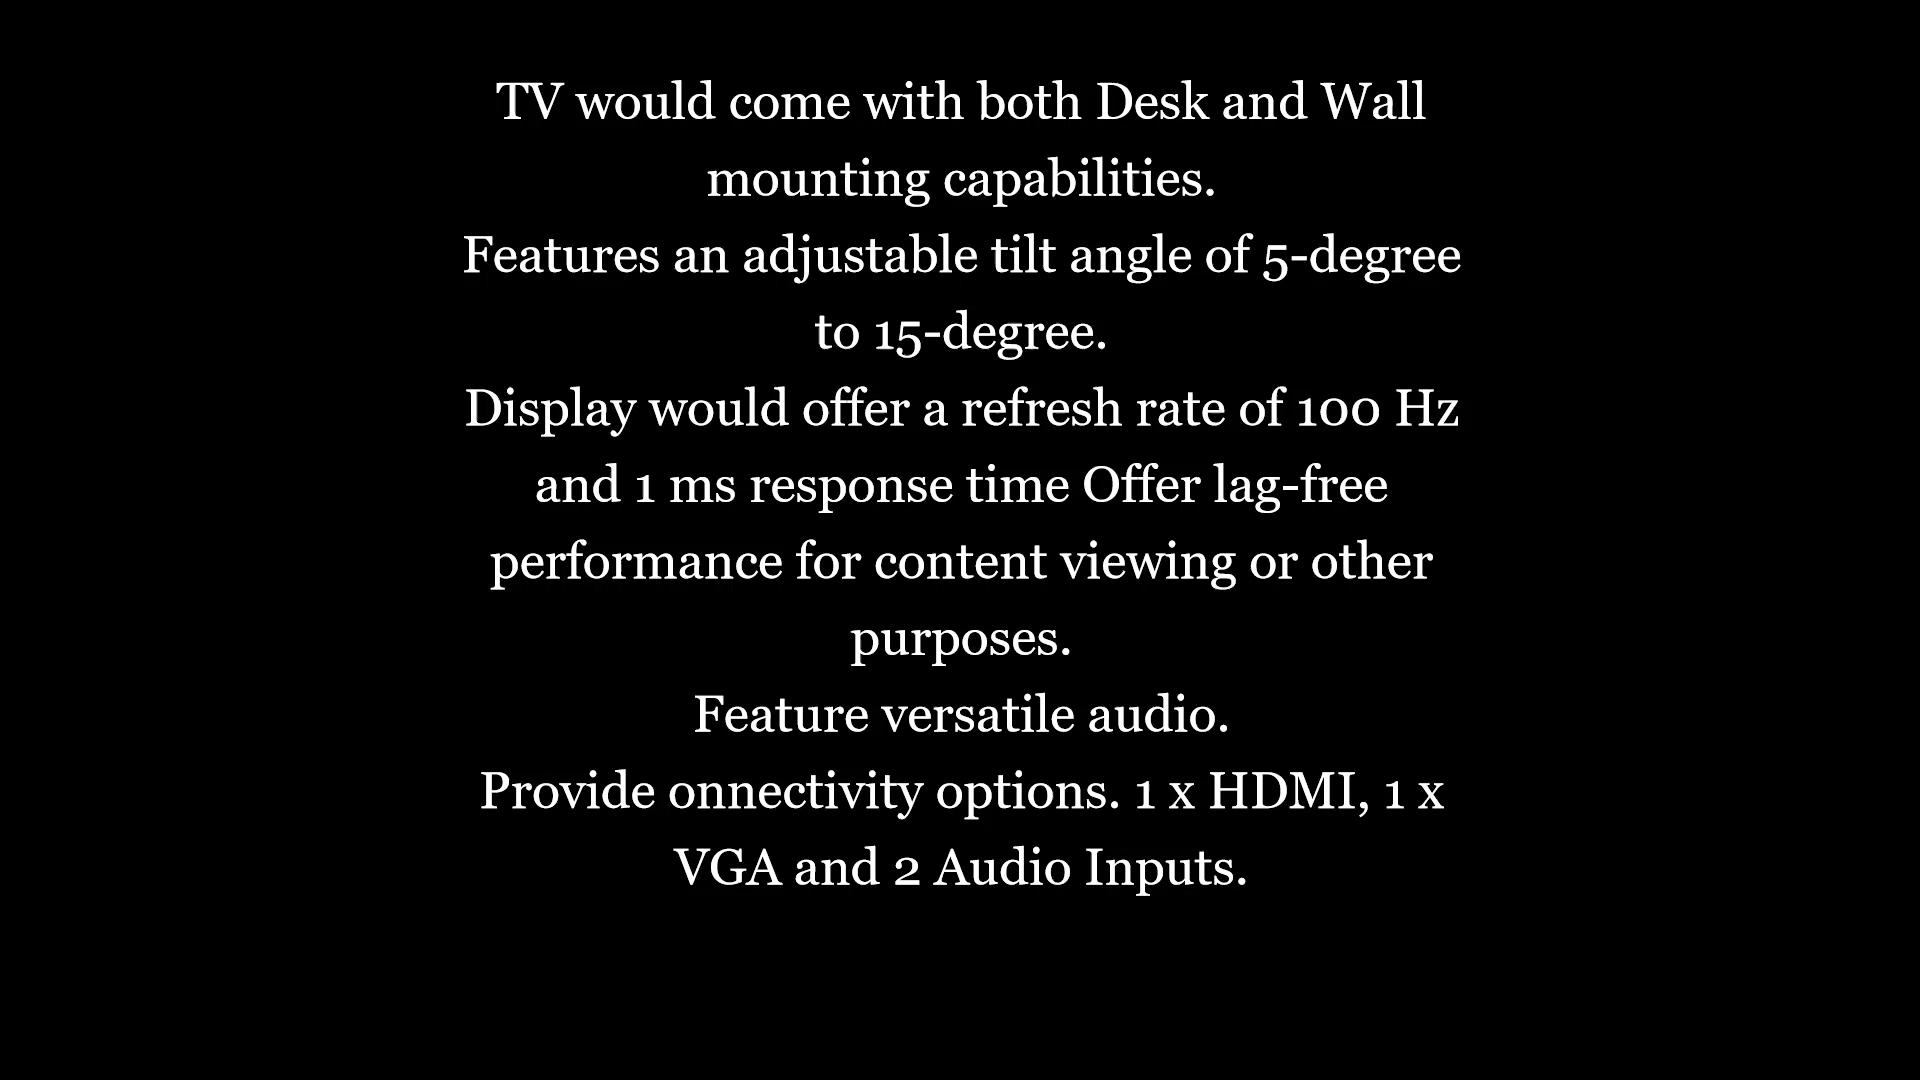 TV would come with both Desk and Wall
mounting capabilities.
Features an adjustable tilt angle of 5-degree
to 15-degree.
Display would offer a refresh rate of 100 Hz
and 1 ms response time Offer lag-free
performance for content viewing or other
purposes.
Feature versatile audio.
Provide onnectivity options. 1 x HDMI, 1 x
VGA and 2 Audio Inputs.